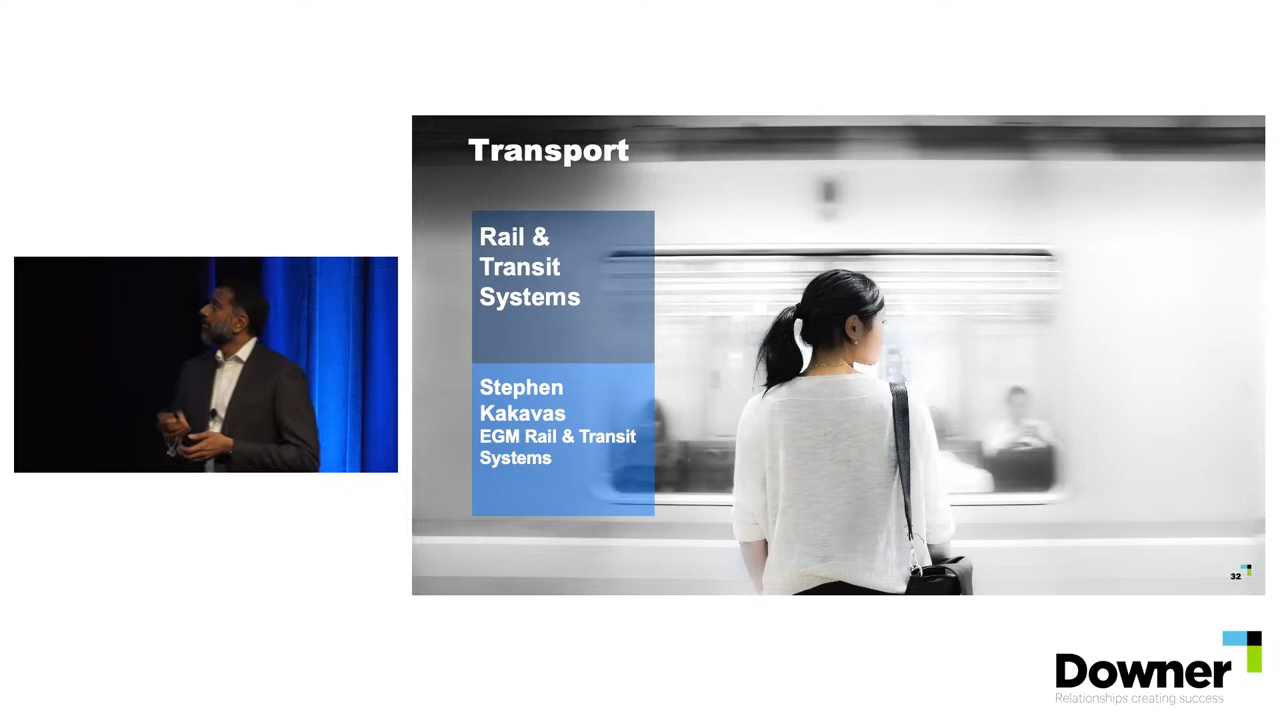 Transport
Rail &
Transit
Systems
Stephen
Kakavas
EGM Rail & Transit
Systems
32
Downer
Relationships creating success